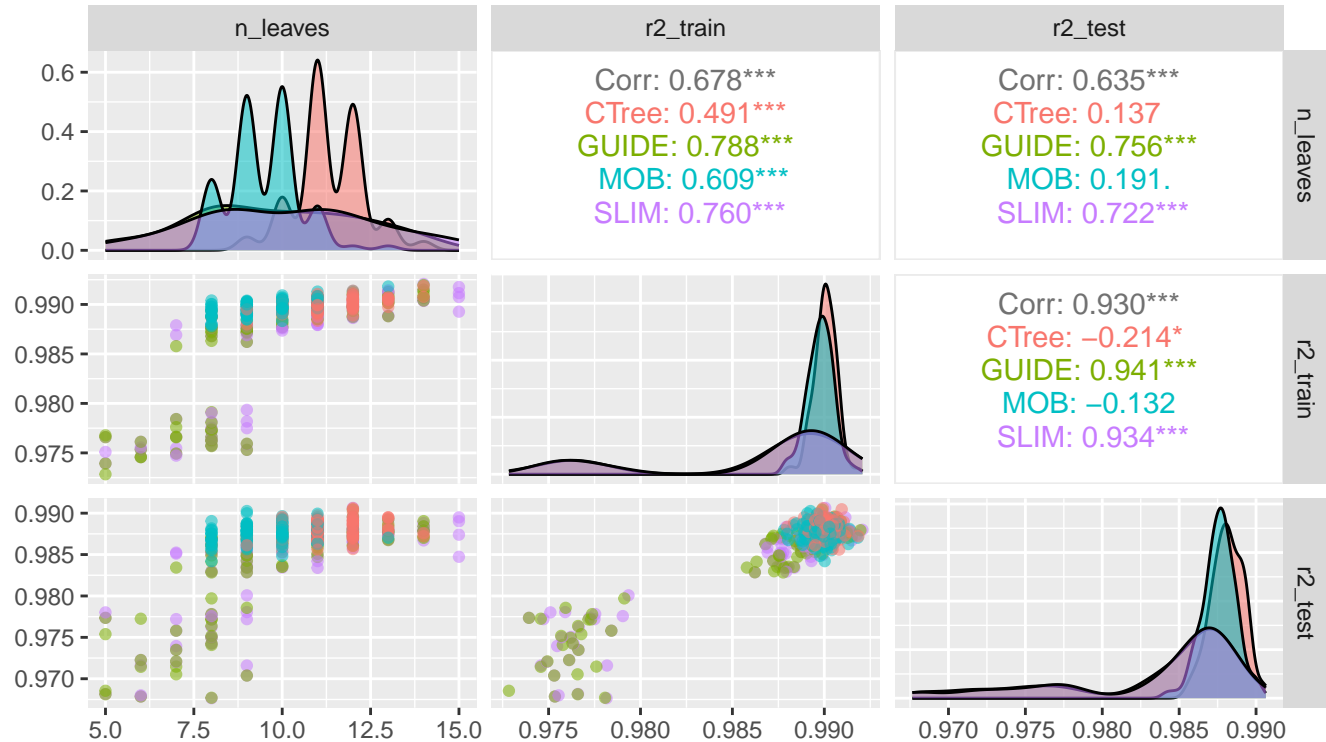 n_leaves r2_train r2_test
0.6
0.4
0.2
0.0
Corr: 0.678***
CTree: 0.491***
GUIDE: 0.788***
MOB: 0.609***
SLIM: 0.760***
Corr: 0.635***
CTree: 0.137
GUIDE: 0.756***
MOB: 0.191.
SLIM: 0.722***
n_leaves
0.990
0.985
0.980
0.975
Corr: 0.930***
CTree: −0.214*
GUIDE: 0.941***
MOB: −0.132
SLIM: 0.934***
r2_train
0.990
0.985
0.980
0.975
0.970
r2_test
5.0 7.5 10.0 12.5 15.0
0.975 0.980 0.985 0.990
0.970 0.975 0.980 0.985 0.990